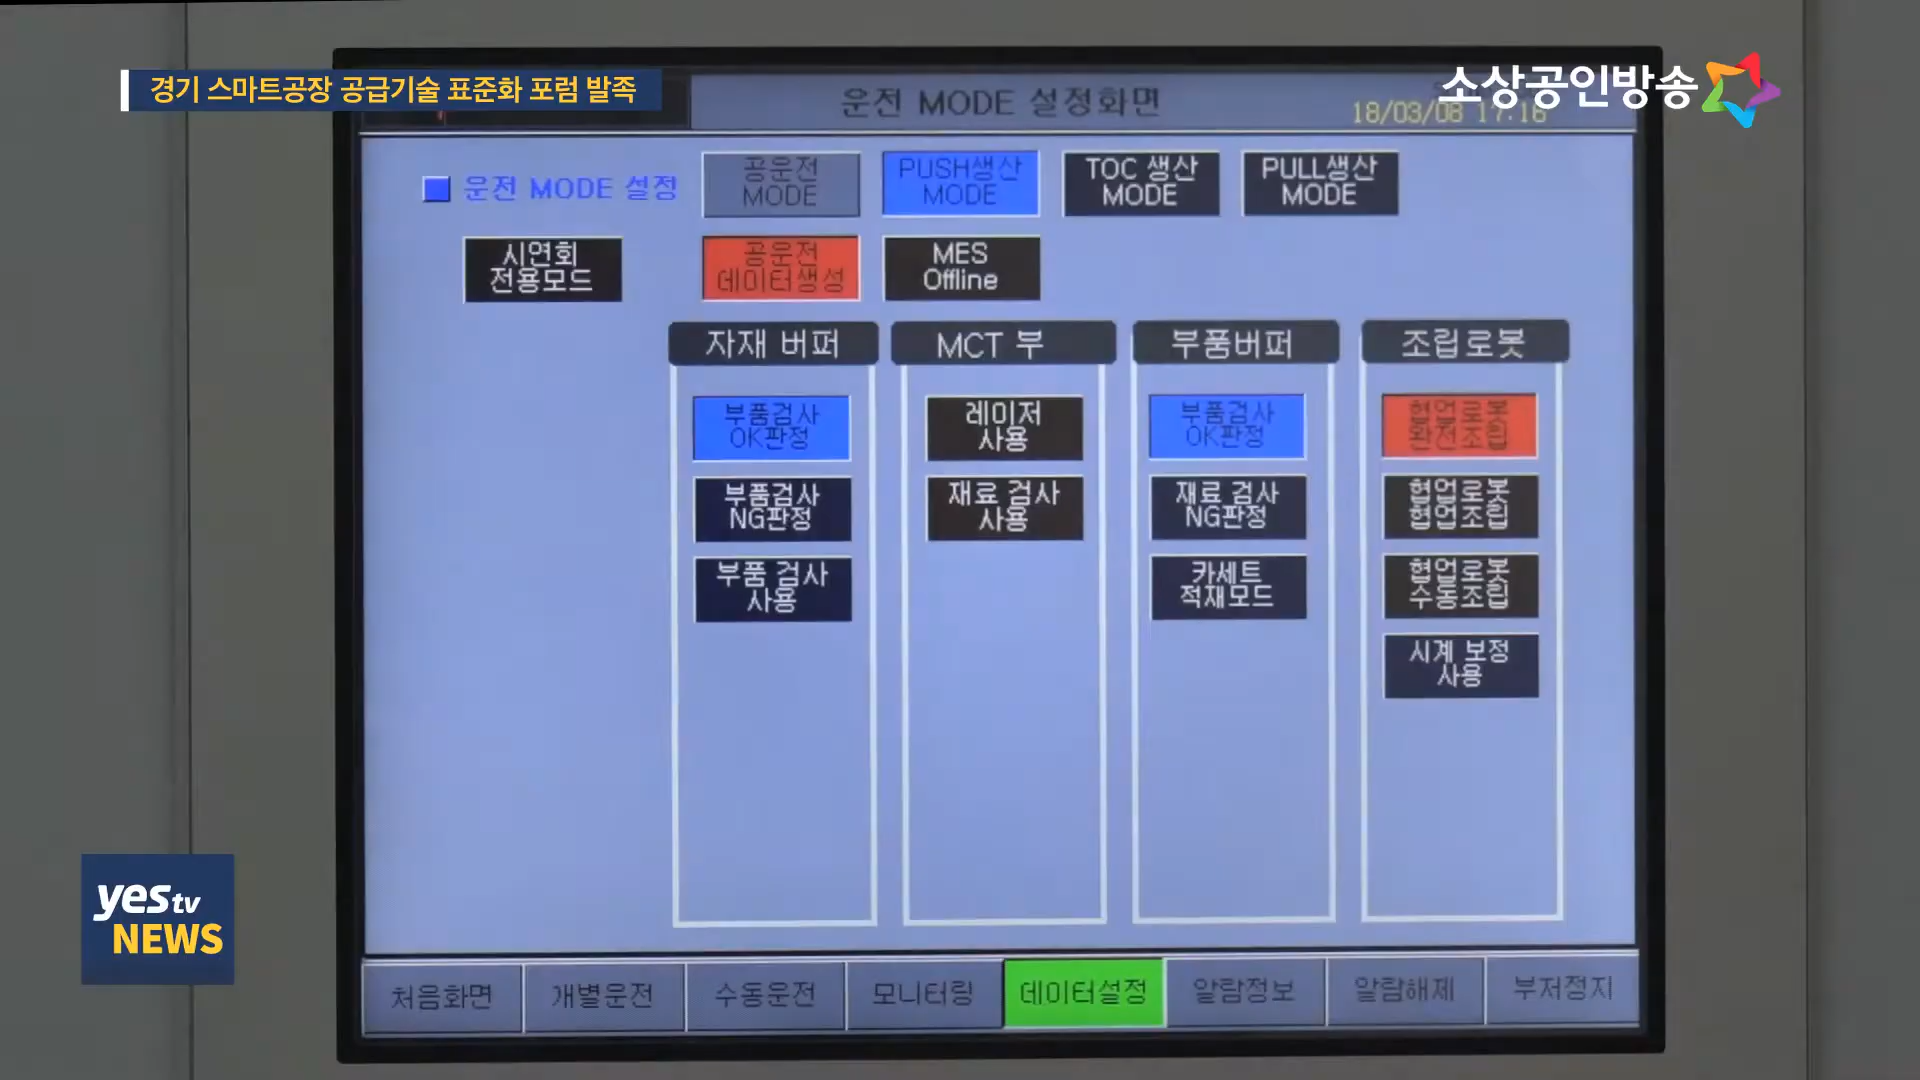 경기 스마트공장 공급기술 표준화 포럼 발족
소상공인방송
운전 MODE 설정화면
18/03/08 17:16
운전 MODE 설정
공운전
MODE
PUSH생산
MODE
TOC 생산
MODE
PULL생산
MODE
시연회
전용모드
공운전
데이터생성
MES
Offline
자재 버퍼
부품검사
OK판정
부품검사
NG판정
부품 검사
사용
MCT 부
레이저
사용
재료 검사
사용
부품버퍼
부품검사
OK판정
재료 검사
NG판정
카세트
적재모드
조립로봇
협업로봇
완전조립
협업로봇
협업조립
협업로봇
수동조립
시계 보정
사용
yestv
NEWS
처음화면
개별운전
수동운전
모니터링
데이터설정
알람정보
알람해제
부저정지